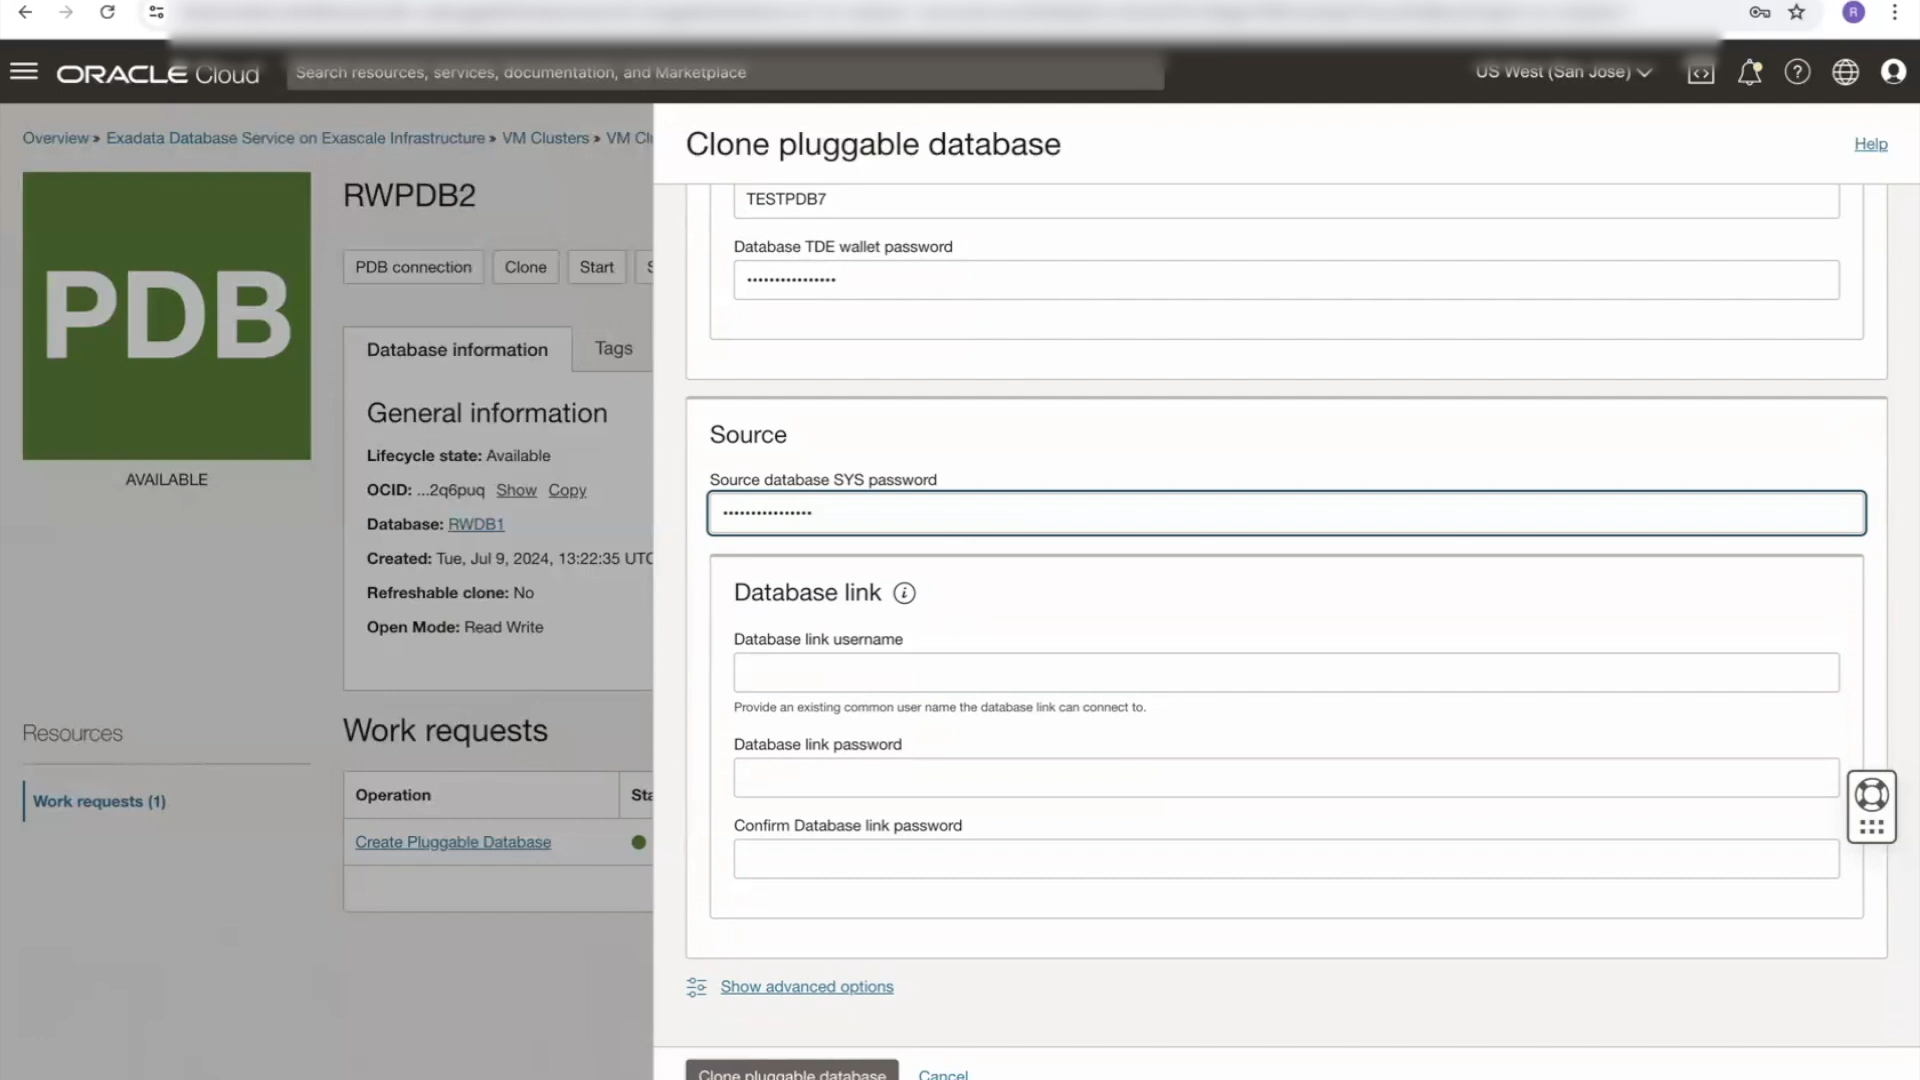 ORACLE Cloud
Search resources, services, documentation, and Marketplace
US West (San Jose)
R
Overview » Exadata Database Service on Exascale Infrastructure » VM Clusters » VM Cl
PDB
AVAILABLE
RWPDB2
PDB connection
Clone
Start
S
Database information
Tags
General information
Lifecycle state: Available
OCID: ...2q6puq Show Copy
Database: RWDB1
Created: Tue, Jul 9, 2024, 13:22:35 UTC
Refreshable clone: No
Open Mode: Read Write
Resources
Work requests (1)
Work requests
Operation
Sta
Create Pluggable Database
Clone pluggable database
Help
TESTPDB7
Database TDE wallet password
••••••••••••••••
Source
Source database SYS password
••••••••••••••••
Database link
Database link username
Provide an existing common user name the database link can connect to.
Database link password
Confirm Database link password
Show advanced options
Clone pluggable database
Cancel